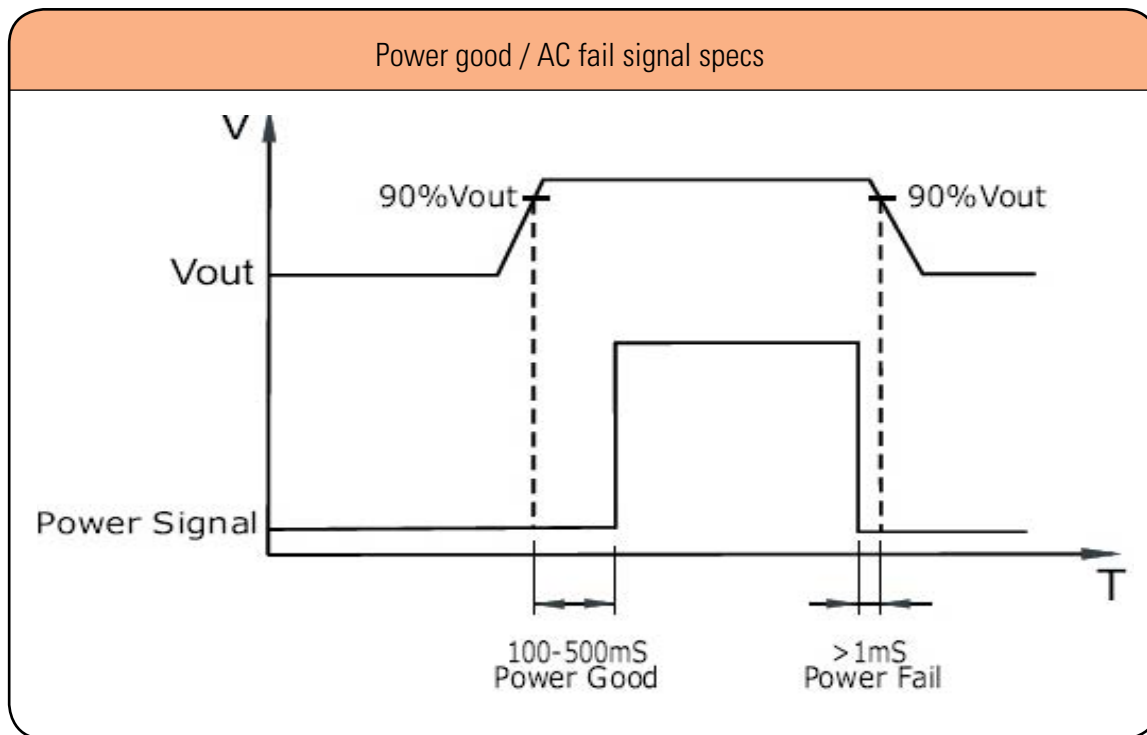 Power good / AC fail signal specs
V
90%Vout
90%Vout
Vout
Power Signal
T
100-500mS
Power Good
>1mS
Power Fail